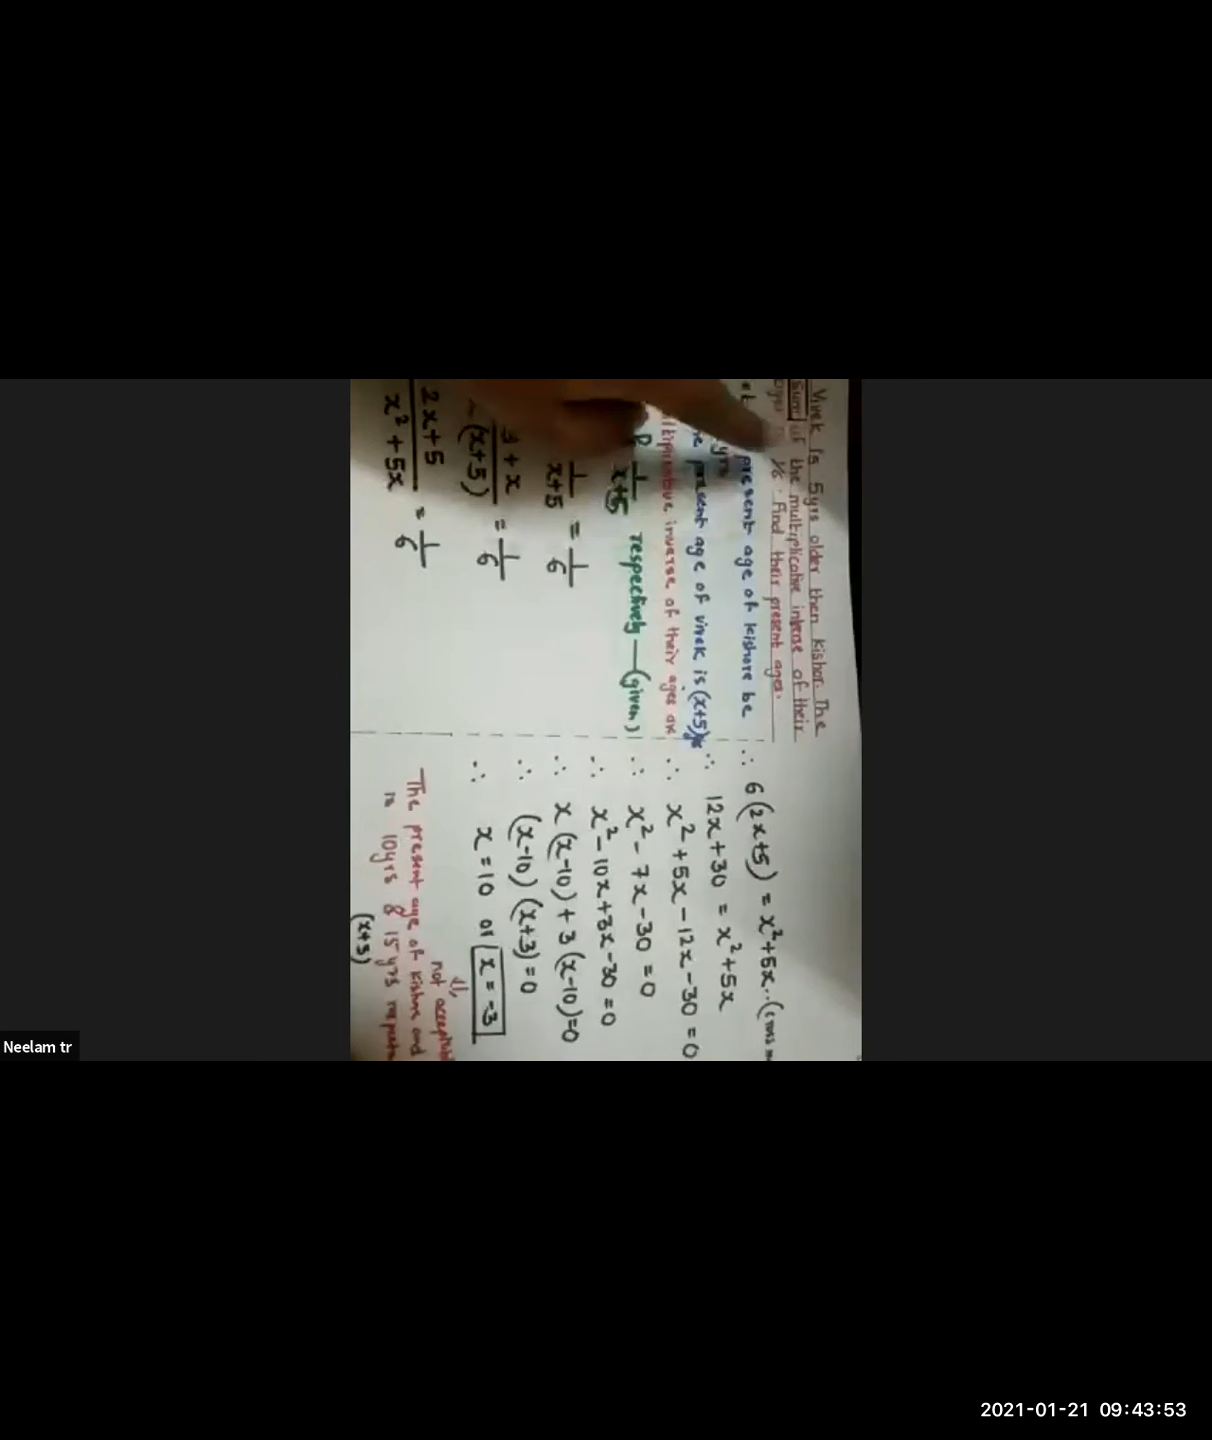 Vivek is 5yrs older then kishor. The
sum of the multiplicative inverse of their
ages 1/6. Find their present ages.
present age of kishore be
yrs
present age of vivek is (x+5)
inverse of their ages are
1/x+5 respectively — (given)
1/x+5 = 1/6
+x/(x+5) = 1/6
2x+5/x²+5x = 1/6
∴ 6(2x+5) = x²+5x..(cross
∴ 12x+30 = x²+5x
∴ x²+5x-12x-30=0
∴ x²-7x-30=0
∴ x²-10x+3x-30=0
∴ x(x-10)+3(x-10)=0
∴ (x-10)(x+3)=0
∴ x=10 or x=-3
not
The present age of kishore and
is 10yrs & 15yrs
(x+5)
Neelam tr
2021-01-21 09:43:53